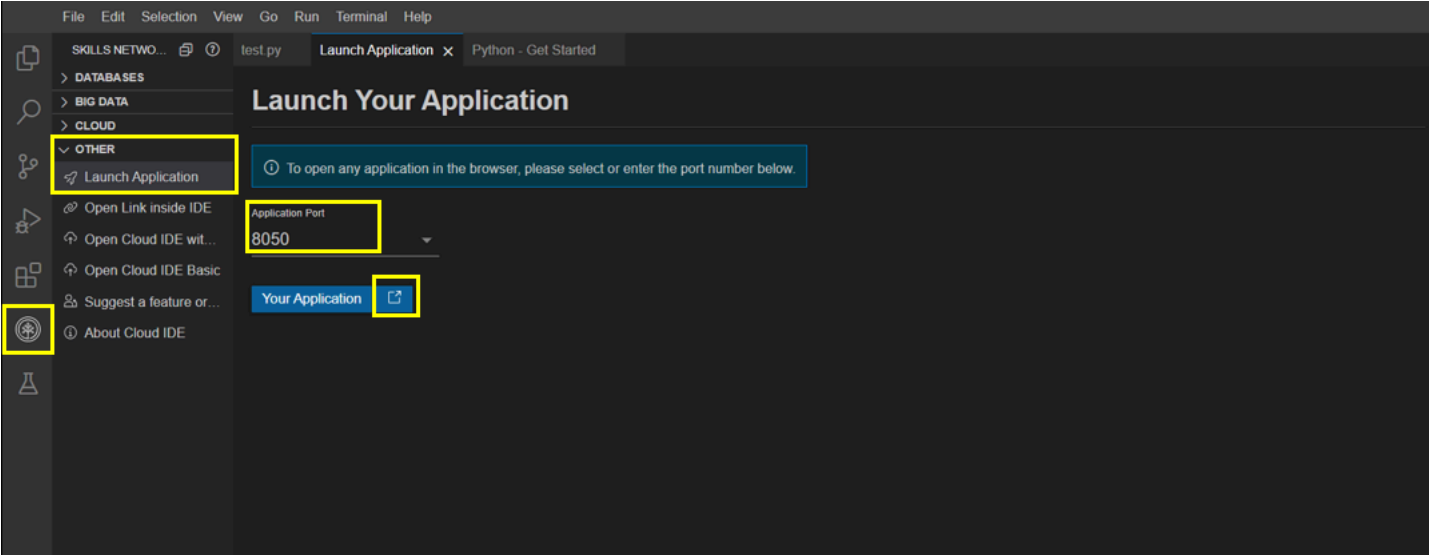 File Edit Selection View Go Run Terminal Help
SKILLS NETWO...
test.py Launch Application Python - Get Started
DATABASES
BIG DATA
CLOUD
OTHER
Launch Application
Open Link inside IDE
Open Cloud IDE wit...
Open Cloud IDE Basic
Suggest a feature or...
About Cloud IDE
Launch Your Application
To open any application in the browser, please select or enter the port number below.
Application Port
8050
Your Application